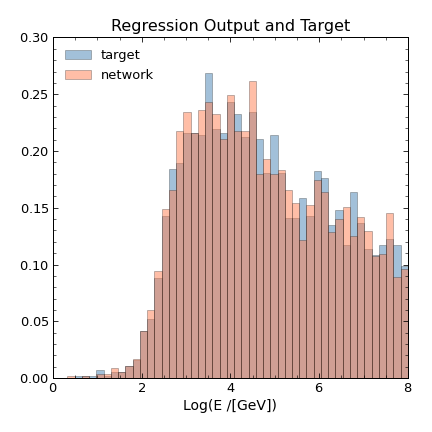 Regression Output and Target
target
network
0.30
0.25
0.20
0.15
0.10
0.05
0.00
0 2 4 6 8
Log(E /[GeV])